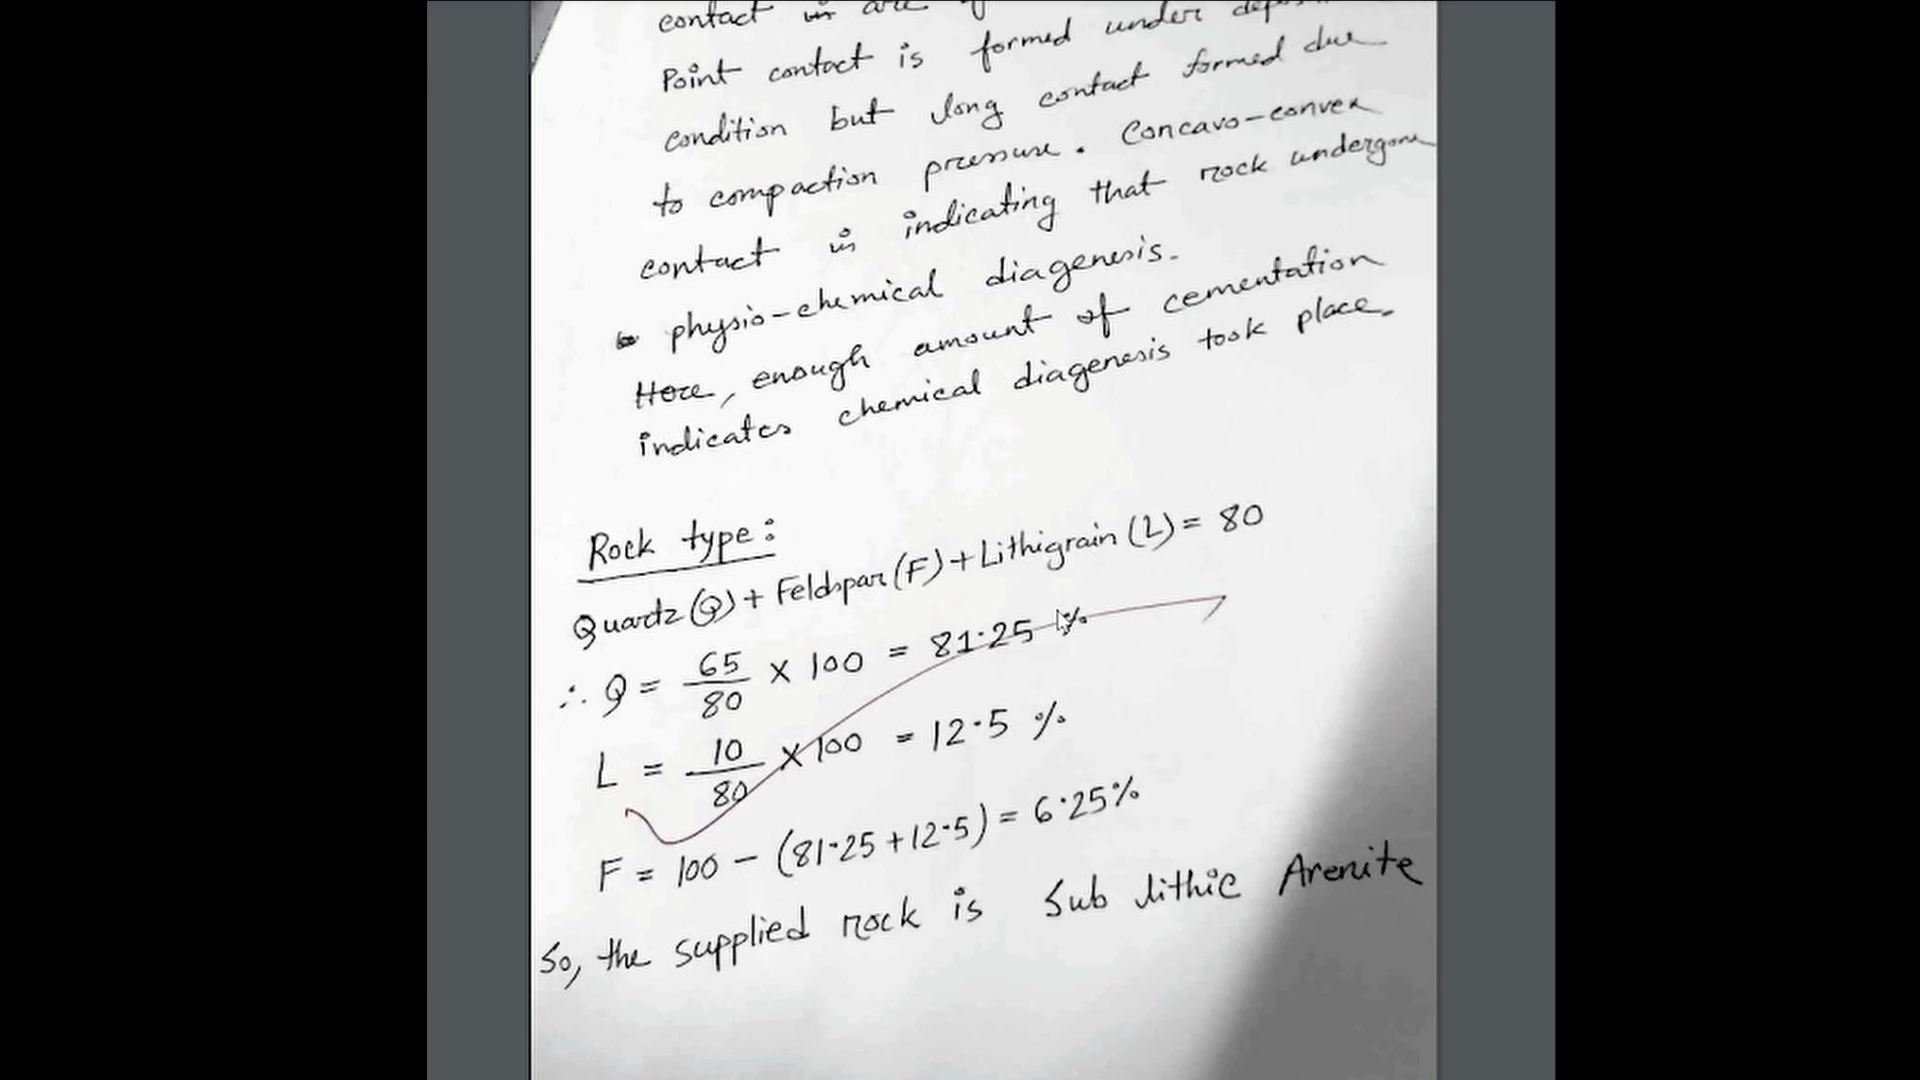 contact in are
Point contact is formed under
condition but long contact formed due
to compaction pressure. Concavo-convex
contact is indicating that rock undergone
physio-chemical diagenesis.
Here, enough amount of cementation
indicates chemical diagenesis took place.
Rock type:
Quartz (Q) + Feldspar (F) + Lithigrain (L) = 80
∴ Q = 65/80 × 100 = 81.25 %
L = 10/80 × 100 = 12.5 %
F = 100 - (81.25 + 12.5) = 6.25%
So, the supplied rock is Sub lithic Arenite